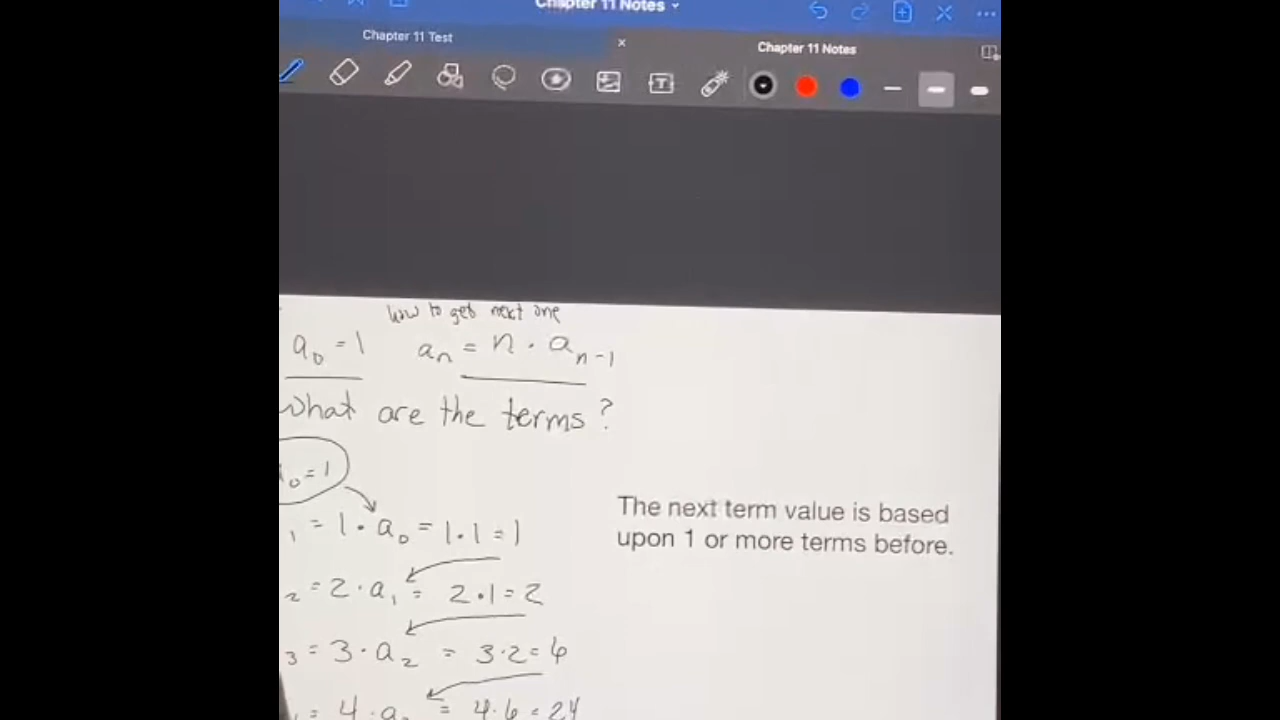 Chapter 11 Notes
Chapter 11 Test
Chapter 11 Notes
how to get next one
a₀ = 1 aₙ = n · aₙ₋₁
What are the terms?
₀ = 1
₁ = 1 · a₀ = 1 · 1 = 1
₂ = 2 · a₁ = 2 · 1 = 2
₃ = 3 · a₂ = 3 · 2 = 6
= 4 · a = 4 · 6 = 24
The next term value is based
upon 1 or more terms before.